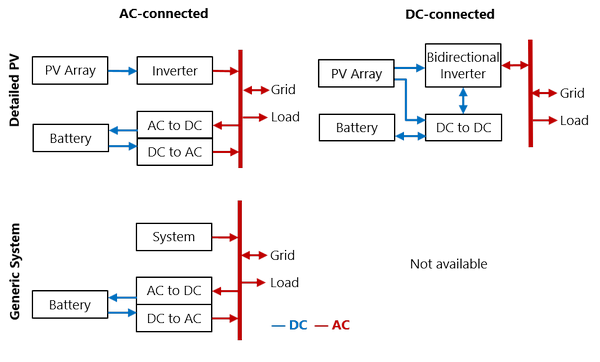 AC-connected
DC-connected
Detailed PV
PV Array
Inverter
Grid
Load
Battery
AC to DC
DC to AC
PV Array
Bidirectional
Inverter
Grid
Load
Battery
DC to DC
Generic System
System
Grid
Load
Battery
AC to DC
DC to AC
Not available
DC AC